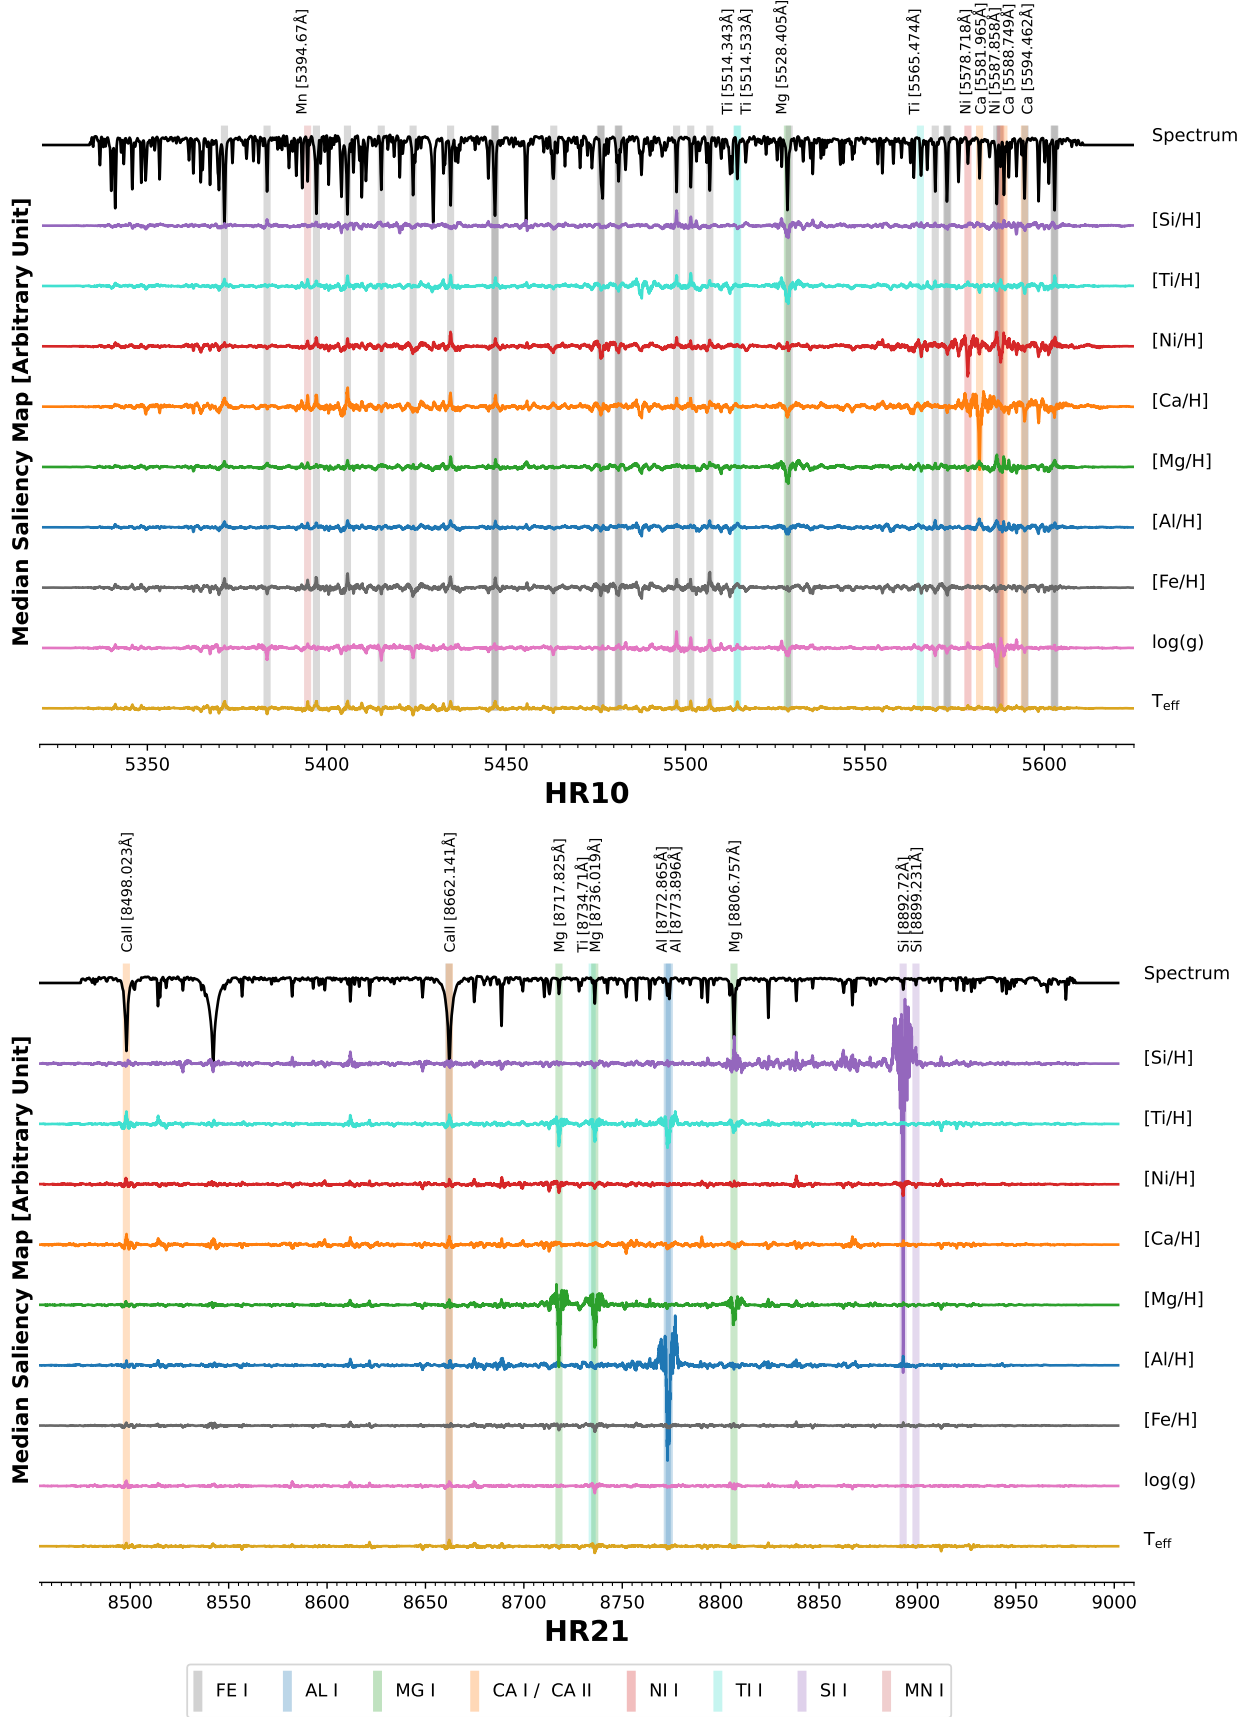 Mn [5394.67Å]
Ti [5514.343Å]
Ti [5514.533Å]
Mg [5528.405Å]
Ti [5565.474Å]
Ni [5578.718Å]
Ca [5581.965Å]
Ni [5587.858Å]
Ca [5588.749Å]
Ca [5594.462Å]
Median Saliency Map [Arbitrary Unit]
Spectrum
[Si/H]
[Ti/H]
[Ni/H]
[Ca/H]
[Mg/H]
[Al/H]
[Fe/H]
log(g)
Teff
5350 5400 5450 5500 5550 5600
HR10
CaII [8498.023Å]
CaII [8662.141Å]
Mg [8717.825Å]
Ti [8734.71Å]
Mg [8736.019Å]
Al [8772.865Å]
Al [8773.896Å]
Mg [8806.757Å]
Si [8892.72Å]
Si [8899.231Å]
Median Saliency Map [Arbitrary Unit]
Spectrum
[Si/H]
[Ti/H]
[Ni/H]
[Ca/H]
[Mg/H]
[Al/H]
[Fe/H]
log(g)
Teff
8500 8550 8600 8650 8700 8750 8800 8850 8900 8950 9000
HR21
FE I AL I MG I CA I / CA II NI I TI I SI I MN I